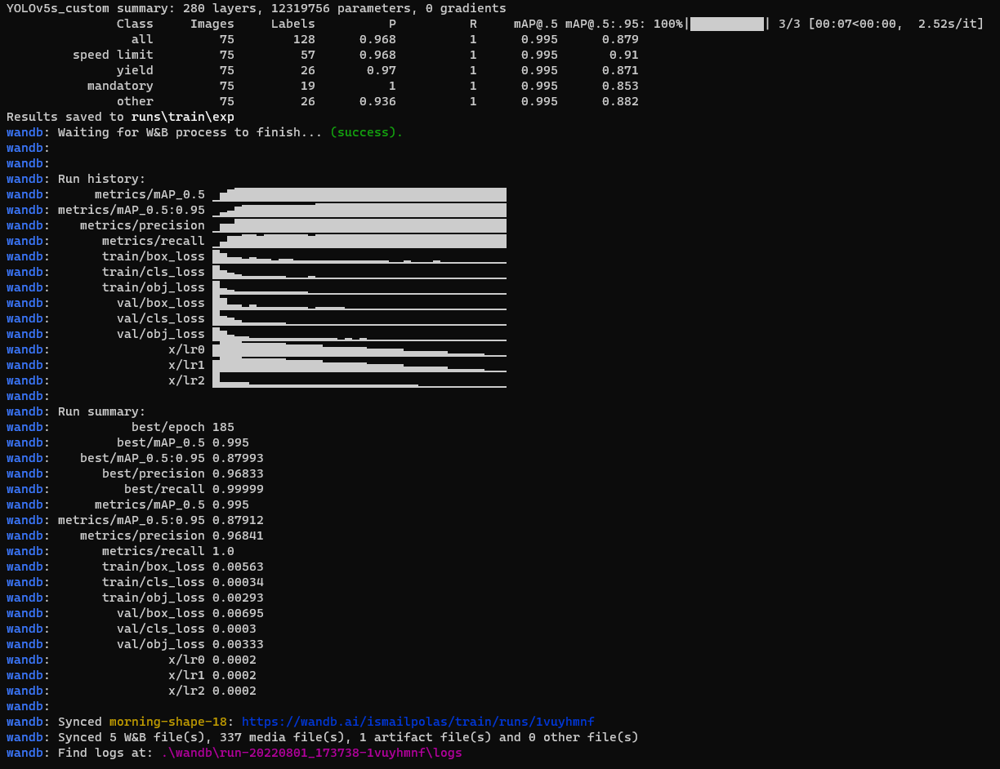 YOLOv5s_custom summary: 280 layers, 12319756 parameters, 0 gradients
Class Images Labels P R mAP@.5 mAP@.5:.95: 100%|██████████| 3/3 [00:07<00:00, 2.52s/it]
all 75 128 0.968 1 0.995 0.879
speed limit 75 57 0.968 1 0.995 0.91
yield 75 26 0.97 1 0.995 0.871
mandatory 75 19 1 1 0.995 0.853
other 75 26 0.936 1 0.995 0.882
Results saved to runs\train\exp
wandb: Waiting for W&B process to finish... (success).
wandb:
wandb:
wandb: Run history:
wandb: metrics/mAP_0.5
wandb: metrics/mAP_0.5:0.95
wandb: metrics/precision
wandb: metrics/recall
wandb: train/box_loss
wandb: train/cls_loss
wandb: train/obj_loss
wandb: val/box_loss
wandb: val/cls_loss
wandb: val/obj_loss
wandb: x/lr0
wandb: x/lr1
wandb: x/lr2
wandb:
wandb: Run summary:
wandb: best/epoch 185
wandb: best/mAP_0.5 0.995
wandb: best/mAP_0.5:0.95 0.87993
wandb: best/precision 0.96833
wandb: best/recall 0.99999
wandb: metrics/mAP_0.5 0.995
wandb: metrics/mAP_0.5:0.95 0.87912
wandb: metrics/precision 0.96841
wandb: metrics/recall 1.0
wandb: train/box_loss 0.00563
wandb: train/cls_loss 0.00034
wandb: train/obj_loss 0.00293
wandb: val/box_loss 0.00695
wandb: val/cls_loss 0.0003
wandb: val/obj_loss 0.00333
wandb: x/lr0 0.0002
wandb: x/lr1 0.0002
wandb: x/lr2 0.0002
wandb:
wandb: Synced morning-shape-18: https://wandb.ai/ismailpolas/train/runs/1vuyhmnf
wandb: Synced 5 W&B file(s), 337 media file(s), 1 artifact file(s) and 0 other file(s)
wandb: Find logs at: .\wandb\run-20220801_173738-1vuyhmnf\logs